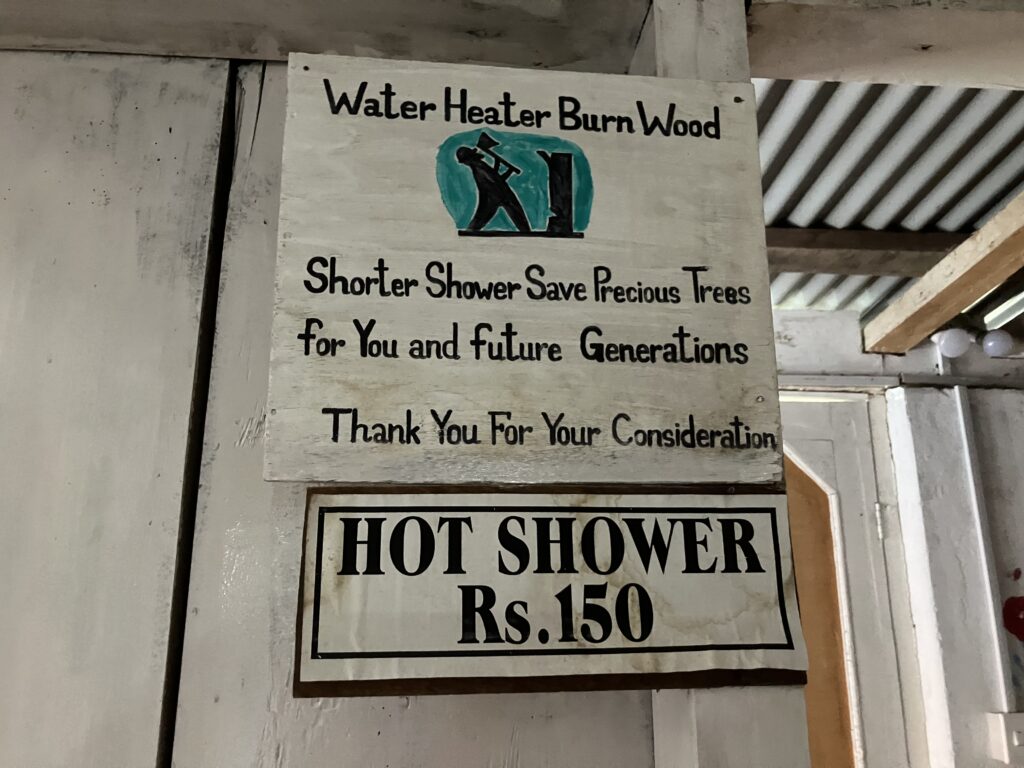 Water Heater Burn Wood
Shorter Shower Save Precious Trees
for You and future Generations
Thank You For Your Consideration
HOT SHOWER
Rs.150